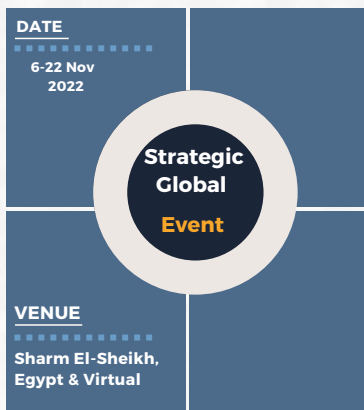 DATE
6-22 Nov
2022
Strategic
Global
Event
VENUE
Sharm El-Sheikh,
Egypt & Virtual